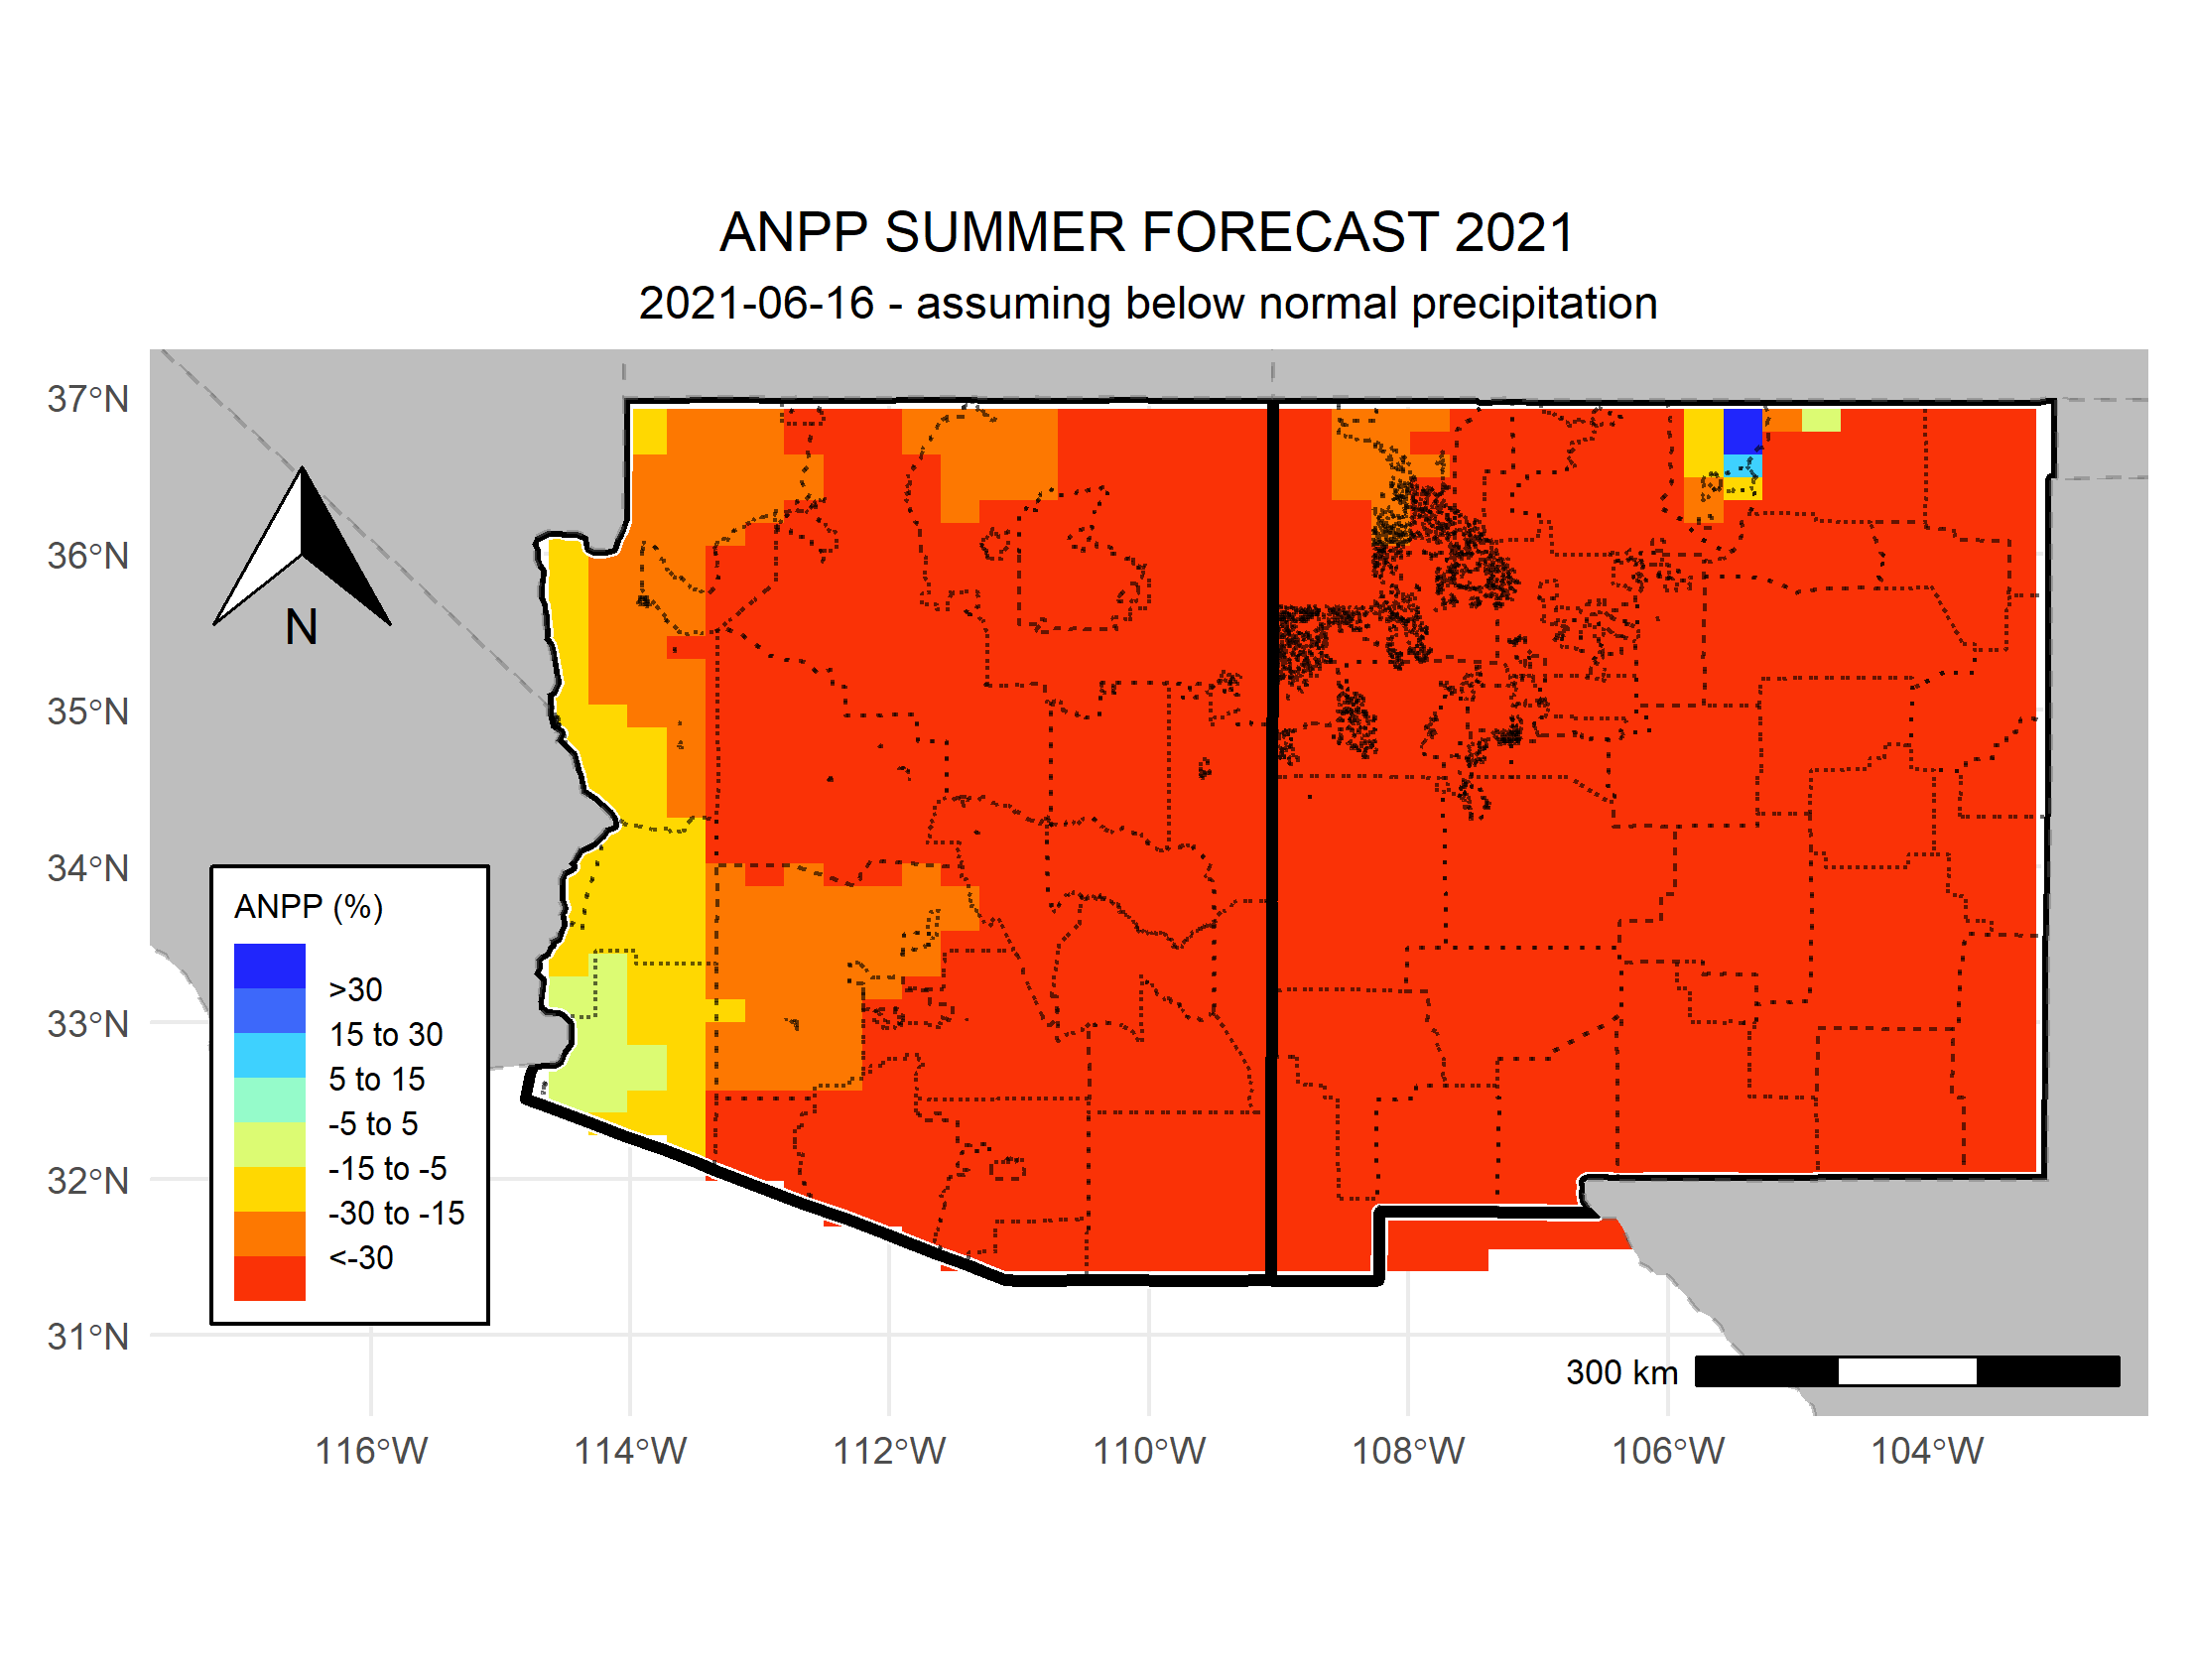 ANPP SUMMER FORECAST 2021
2021-06-16 - assuming below normal precipitation
37°N
36°N
35°N
34°N
33°N
32°N
31°N
N
ANPP (%)
>30
15 to 30
5 to 15
-5 to 5
-15 to -5
-30 to -15
<-30
300 km
116°W
114°W
112°W
110°W
108°W
106°W
104°W